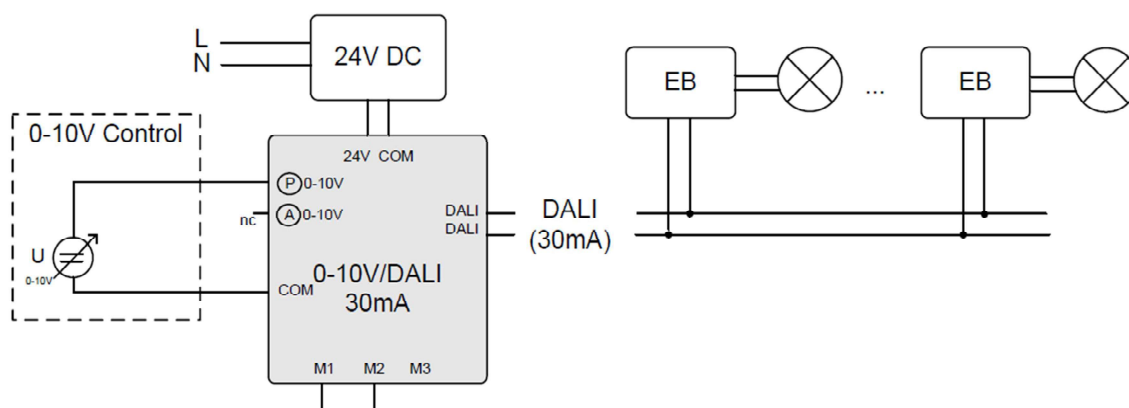 L
N
24V DC
EB
...
EB
0-10V Control
24V COM
P 0-10V
nc A 0-10V
U
0-10V
DALI
DALI
DALI
(30mA)
COM
0-10V/DALI
30mA
M1 M2 M3